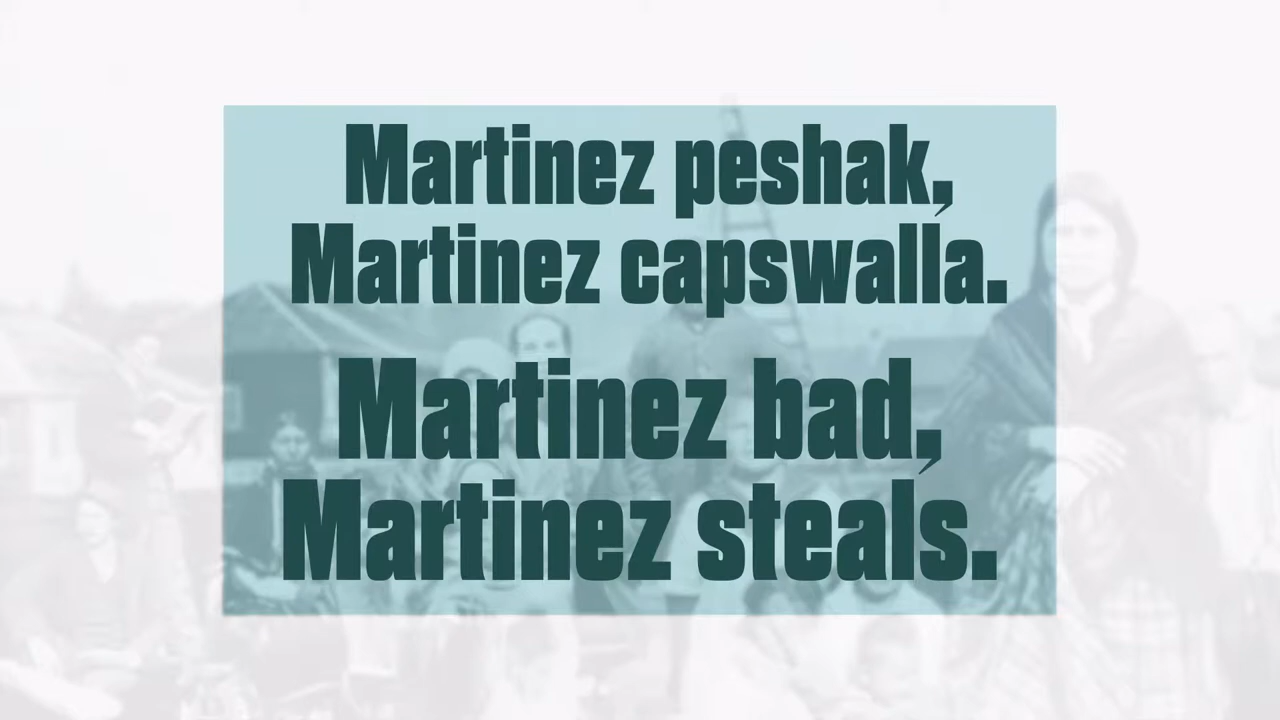 Martinez peshak,
Martinez capswalla.
Martinez bad,
Martinez steals.